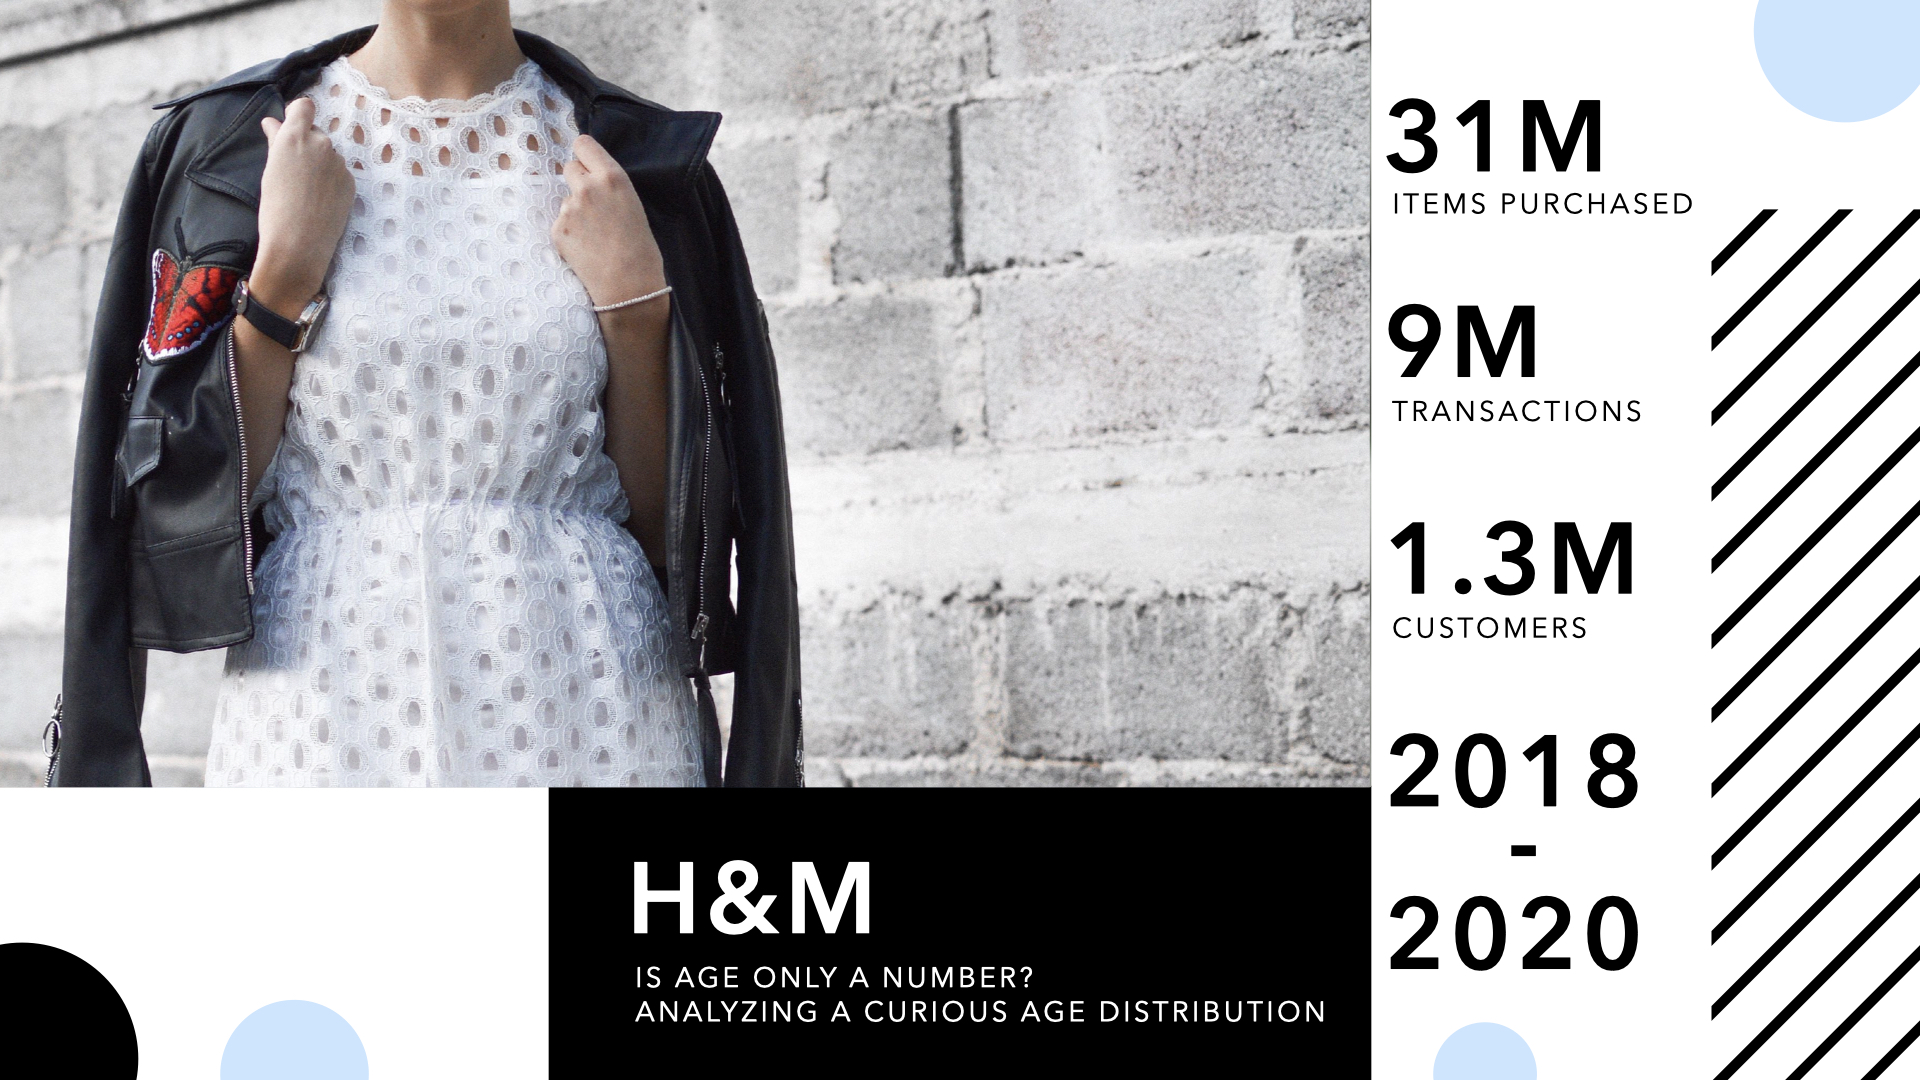 31M
ITEMS PURCHASED
9M
TRANSACTIONS
1.3M
CUSTOMERS
2018
-
2020
H&M
IS AGE ONLY A NUMBER?
ANALYZING A CURIOUS AGE DISTRIBUTION